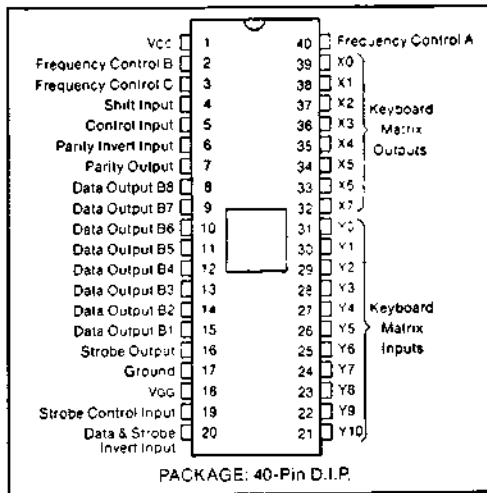 Vcc 1 40 Frequency Control A
Frequency Control B 2 39 X0
Frequency Control C 3 38 X1
Shift Input 4 37 X2
Control Input 5 36 X3
Parity Invert Input 6 35 X4
Parity Output 7 34 X5
Data Output B8 8 33 X6
Data Output B7 9 32 X7
Keyboard
Matrix
Outputs
Data Output B6 10 31 Y0
Data Output B5 11 30 Y1
Data Output B4 12 29 Y2
Data Output B3 13 28 Y3
Data Output B2 14 27 Y4
Data Output B1 15 26 Y5
Strobe Output 16 25 Y6
Ground 17 24 Y7
VGG 18 23 Y8
Strobe Control Input 19 22 Y9
Data & Strobe 20 21 Y10
Invert Input
Keyboard
Matrix
Inputs
PACKAGE: 40-Pin D.I.P.